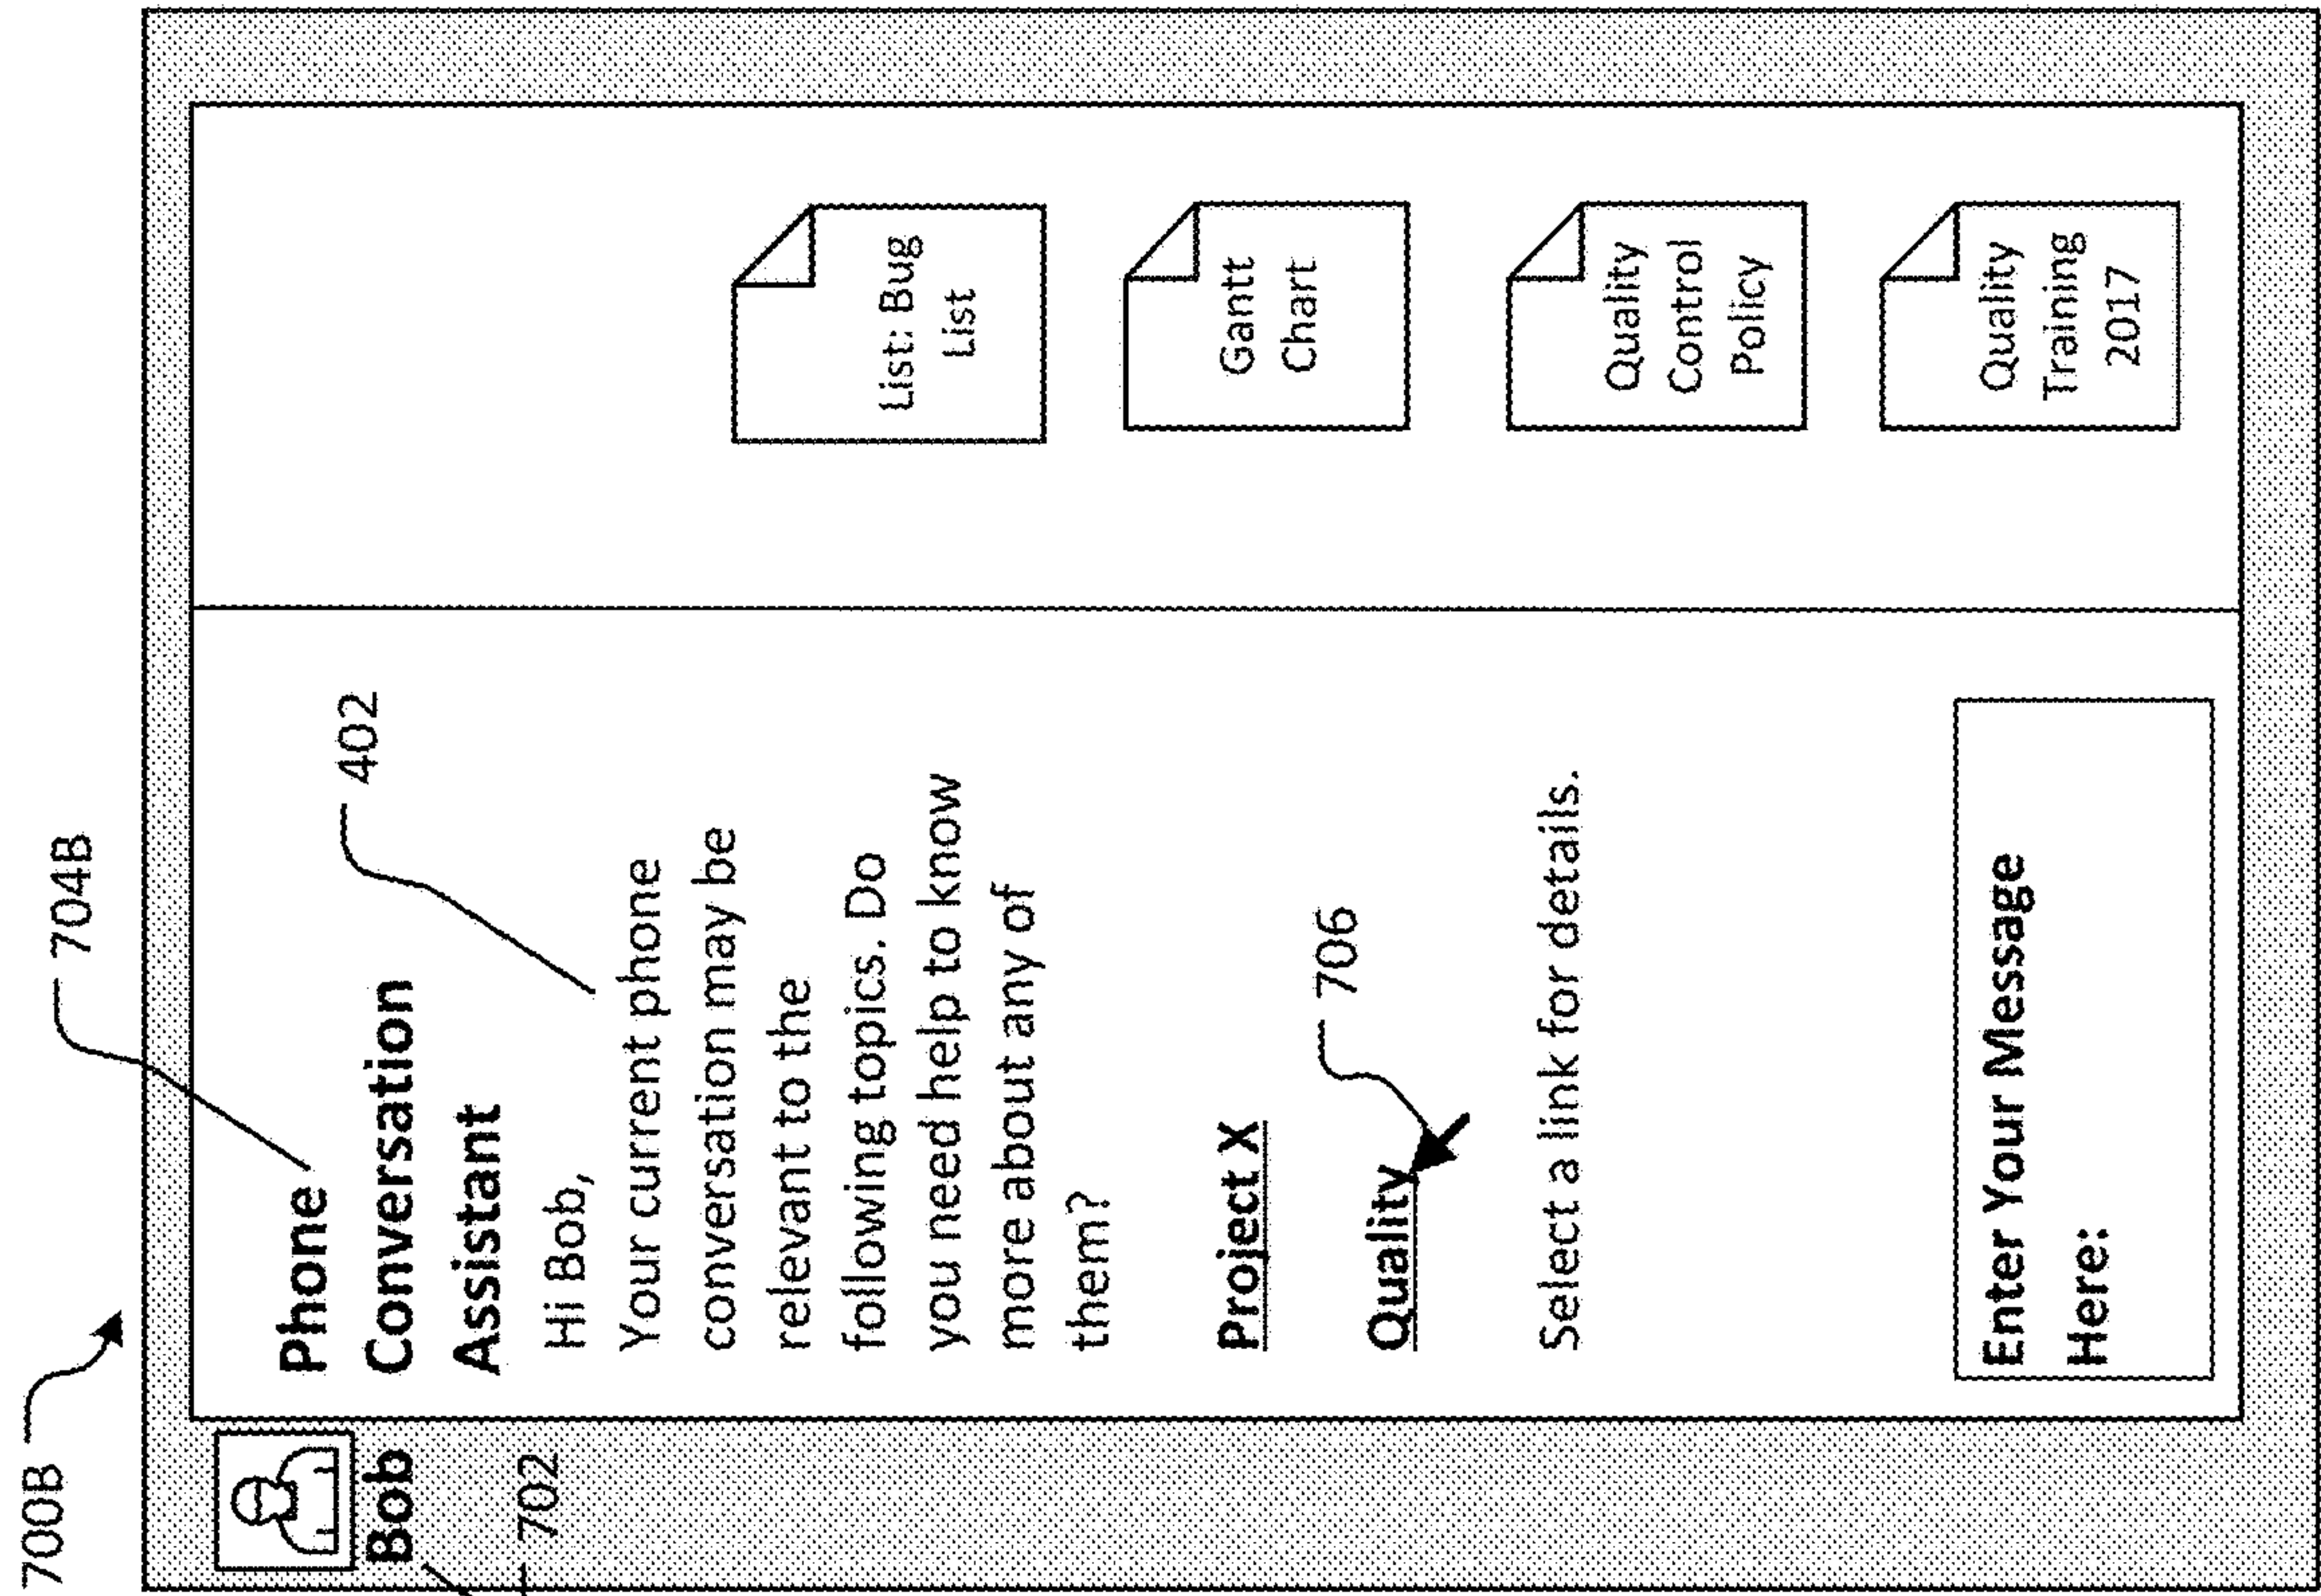 700B
704B
Bob
702
Phone
Conversation
Assistant
402
Hi Bob,
Your current phone
conversation may be
relevant to the
following topics. Do
you need help to know
more about any of
them?
Project X
706
Quality
Select a link for details.
Enter Your Message
Here:
List: Bug
List
Gantt
Chart
Quality
Control
Policy
Quality
Training
2017